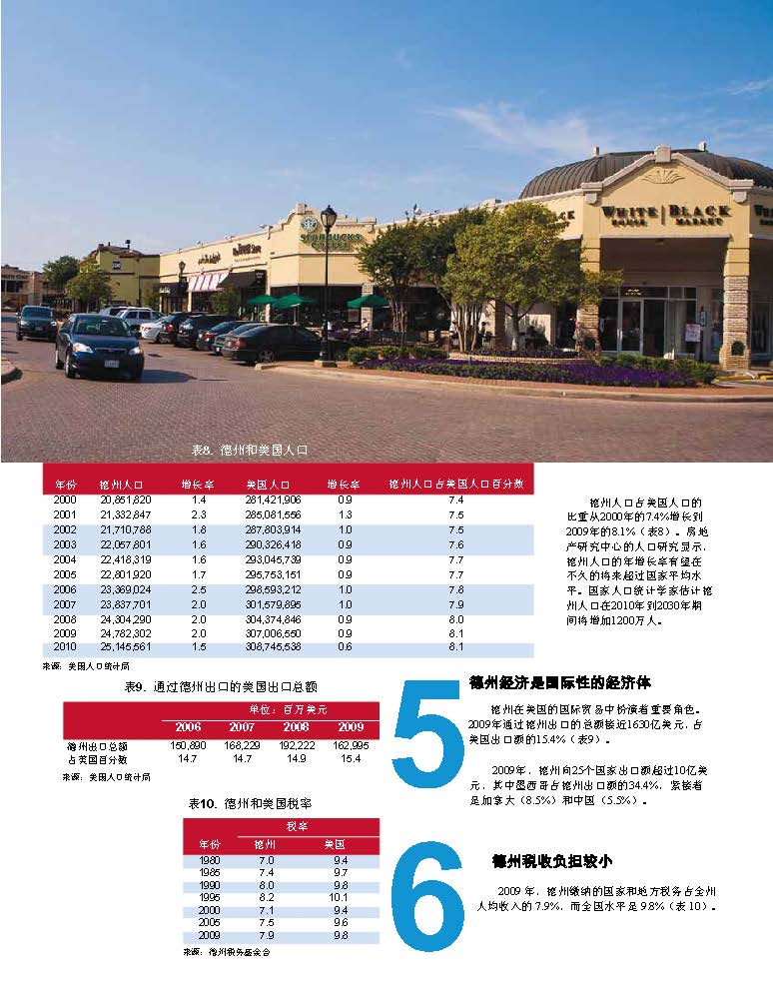 STARBUCKS
COFFEE
WHITE | BLACK
HOUSE MARKET
表8. 德州和美国人口
年份 德州人口 增长率 美国人口 增长率 德州人口占美国人口百分数
2000 20,851,820 1.4 281,421,906 0.9 7.4
2001 21,332,847 2.3 285,081,556 1.3 7.5
2002 21,710,788 1.8 287,803,914 1.0 7.5
2003 22,057,801 1.6 290,326,418 0.9 7.6
2004 22,418,319 1.6 293,045,739 0.9 7.7
2005 22,801,920 1.7 295,753,151 0.9 7.7
2006 23,369,024 2.5 298,593,212 1.0 7.8
2007 23,837,701 2.0 301,579,895 1.0 7.9
2008 24,304,290 2.0 304,374,846 0.9 8.0
2009 24,782,302 2.0 307,006,550 0.9 8.1
2010 25,145,561 1.5 308,745,538 0.6 8.1
来源：美国人口统计局
德州人口占美国人口的
比重从2000年的7.4%增长到
2009年的8.1%（表8）。房地
产研究中心的人口研究显示，
德州人口的年增长率有望在
不久的将来超过国家平均水
平。国家人口统计学家估计德
州人口在2010年到2030年期
间将增加1200万人。
表9. 通过德州出口的美国出口总额
单位：百万美元
2006 2007 2008 2009
德州出口总额 150,890 168,229 192,222 162,995
占美国百分数 14.7 14.7 14.9 15.4
来源：美国人口统计局
5
德州经济是国际性的经济体
德州在美国的国际贸易中扮演着重要角色。
2009年通过德州出口的总额接近1630亿美元，占
美国出口额的15.4%（表9）。
2009年，德州向25个国家出口额超过10亿美
元，其中墨西哥占德州出口额的34.4%，紧接着
是加拿大（8.5%）和中国（5.5%）。
表10. 德州和美国税率
税率
年份 德州 美国
1980 7.0 9.4
1985 7.4 9.7
1990 8.0 9.8
1995 8.2 10.1
2000 7.1 9.4
2005 7.5 9.6
2009 7.9 9.8
来源：德州税务基金会
6
德州税收负担较小
2009 年，德州缴纳的国家和地方税务占全州
人均收入的 7.9%，而全国水平是 9.8%（表 10）。